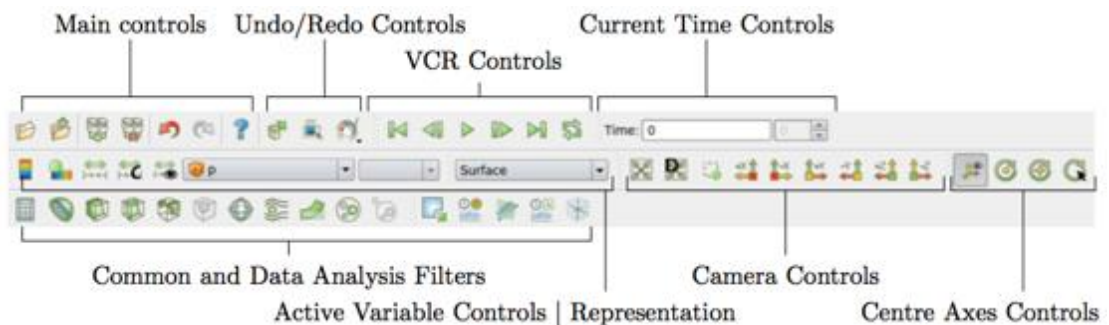 Main controls Undo/Redo Controls Current Time Controls
VCR Controls
Time: 0 0
p Surface
Common and Data Analysis Filters Camera Controls
Active Variable Controls | Representation Centre Axes Controls